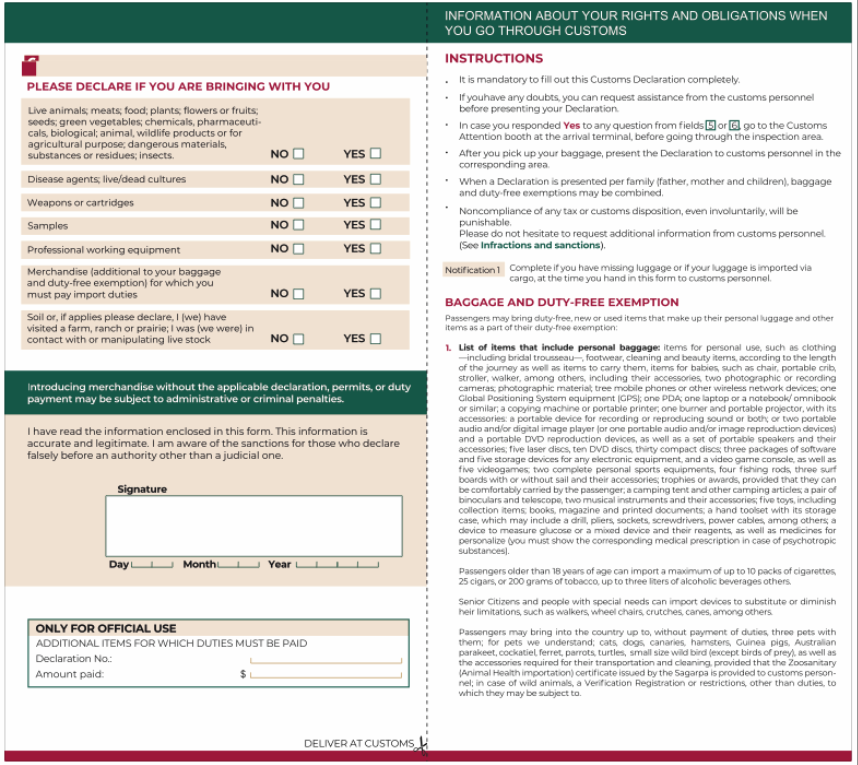 PLEASE DECLARE IF YOU ARE BRINGING WITH YOU
Live animals; meats; food; plants; flowers or fruits;
seeds; green vegetables; chemicals, pharmaceuti-
cals, biological; animal, wildlife products or for
agricultural purpose; dangerous materials,
substances or residues; insects.
NO YES
Disease agents; live/dead cultures NO YES
Weapons or cartridges NO YES
Samples NO YES
Professional working equipment NO YES
Merchandise (additional to your baggage
and duty-free exemption) for which you
must pay import duties NO YES
Soil or, if applies please declare, I (we) have
visited a farm, ranch or prairie; I was (we were) in
contact with or manipulating live stock NO YES
Introducing merchandise without the applicable declaration, permits, or duty
payment may be subject to administrative or criminal penalties.
I have read the information enclosed in this form. This information is
accurate and legitimate. I am aware of the sanctions for those who declare
falsely before an authority other than a judicial one.
Signature
Day Month Year
ONLY FOR OFFICIAL USE
ADDITIONAL ITEMS FOR WHICH DUTIES MUST BE PAID
Declaration No.:
Amount paid: $
DELIVER AT CUSTOMS
INFORMATION ABOUT YOUR RIGHTS AND OBLIGATIONS WHEN
YOU GO THROUGH CUSTOMS
INSTRUCTIONS
It is mandatory to fill out this Customs Declaration completely.
If youhave any doubts, you can request assistance from the customs personnel
before presenting your Declaration.
In case you responded Yes to any question from fields 5 or 6, go to the Customs
Attention booth at the arrival terminal, before going through the inspection area.
After you pick up your baggage, present the Declaration to customs personnel in the
corresponding area.
When a Declaration is presented per family (father, mother and children), baggage
and duty-free exemptions may be combined.
Noncompliance of any tax or customs disposition, even involuntarily, will be
punishable.
Please do not hesitate to request additional information from customs personnel.
(See Infractions and sanctions).
Notification 1 Complete if you have missing luggage or if your luggage is imported via
cargo, at the time you hand in this form to customs personnel.
BAGGAGE AND DUTY-FREE EXEMPTION
Passengers may bring duty-free, new or used items that make up their personal luggage and other
items as a part of their duty-free exemption:
1. List of items that include personal baggage: items for personal use, such as clothing
—including bridal trousseau—, footwear, cleaning and beauty items, according to the length
of the journey as well as items to carry them, items for babies, such as chair, portable crib,
stroller, walker, among others, including their accessories, two photographic or recording
cameras; photographic material; tree mobile phones or other wireless network devices; one
Global Positioning System equipment (GPS); one PDA; one laptop or a notebook/ omnibook
or similar; a copying machine or portable printer; one burner and portable projector, with its
accessories: a portable device for recording or reproducing sound or both; or two portable
audio and/or digital image player (or one portable audio and/or image reproduction devices)
and a portable DVD reproduction devices, as well as a set of portable speakers and their
accessories; five laser discs, ten DVD discs, thirty compact discs; three packages of software
and five storage devices for any electronic equipment, and a video game console, as well as
five videogames; two complete personal sports equipments, four fishing rods, three surf
boards with or without sail and their accessories; trophies or awards, provided that they can
be comfortably carried by the passenger; a camping tent and other camping articles; a pair of
binoculars and telescope, two musical instruments and their accessories; five toys, including
collection items; books, magazine and printed documents; a hand toolset with its storage
case, which may include a drill, pliers, sockets, screwdrivers, power cables, among others; a
device to measure glucose or a mixed device and their reagents, as well as medicines for
personalize (you must show the corresponding medical prescription in case of psychotropic
substances).
Passengers older than 18 years of age can import a maximum of up to 10 packs of cigarettes,
25 cigars, or 200 grams of tobacco, up to three liters of alcoholic beverages others.
Senior Citizens and people with special needs can import devices to substitute or diminish
heir limitations, such as walkers, wheel chairs, crutches, canes, among others.
Passengers may bring into the country up to, without payment of duties, three pets with
them; for pets we understand; cats, dogs, canaries, hamsters, Guinea pigs, Australian
parakeet, cockatiel, ferret, parrots, turtles, small size wild bird (except birds of prey), as well as
the accessories required for their transportation and cleaning, provided that the Zoosanitary
(Animal Health importation) certificate issued by the Sagarpa is provided to customs person-
nel; in case of wild animals, a Verification Registration or restrictions, other than duties, to
which they may be subject to.